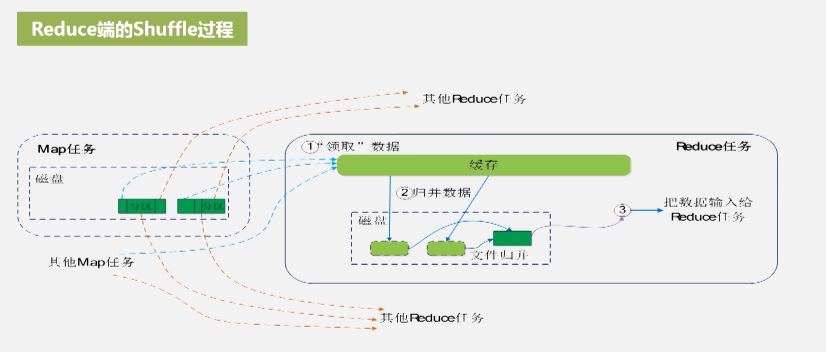 Reduce端的Shuffle过程
其他Reduce任务
Map任务
磁盘
分区
分区
其他Map任务
①“领取”数据
Reduce任务
缓存
②归并数据
磁盘
文件归并
③
把数据输入给
Reduce任务
其他Reduce任务